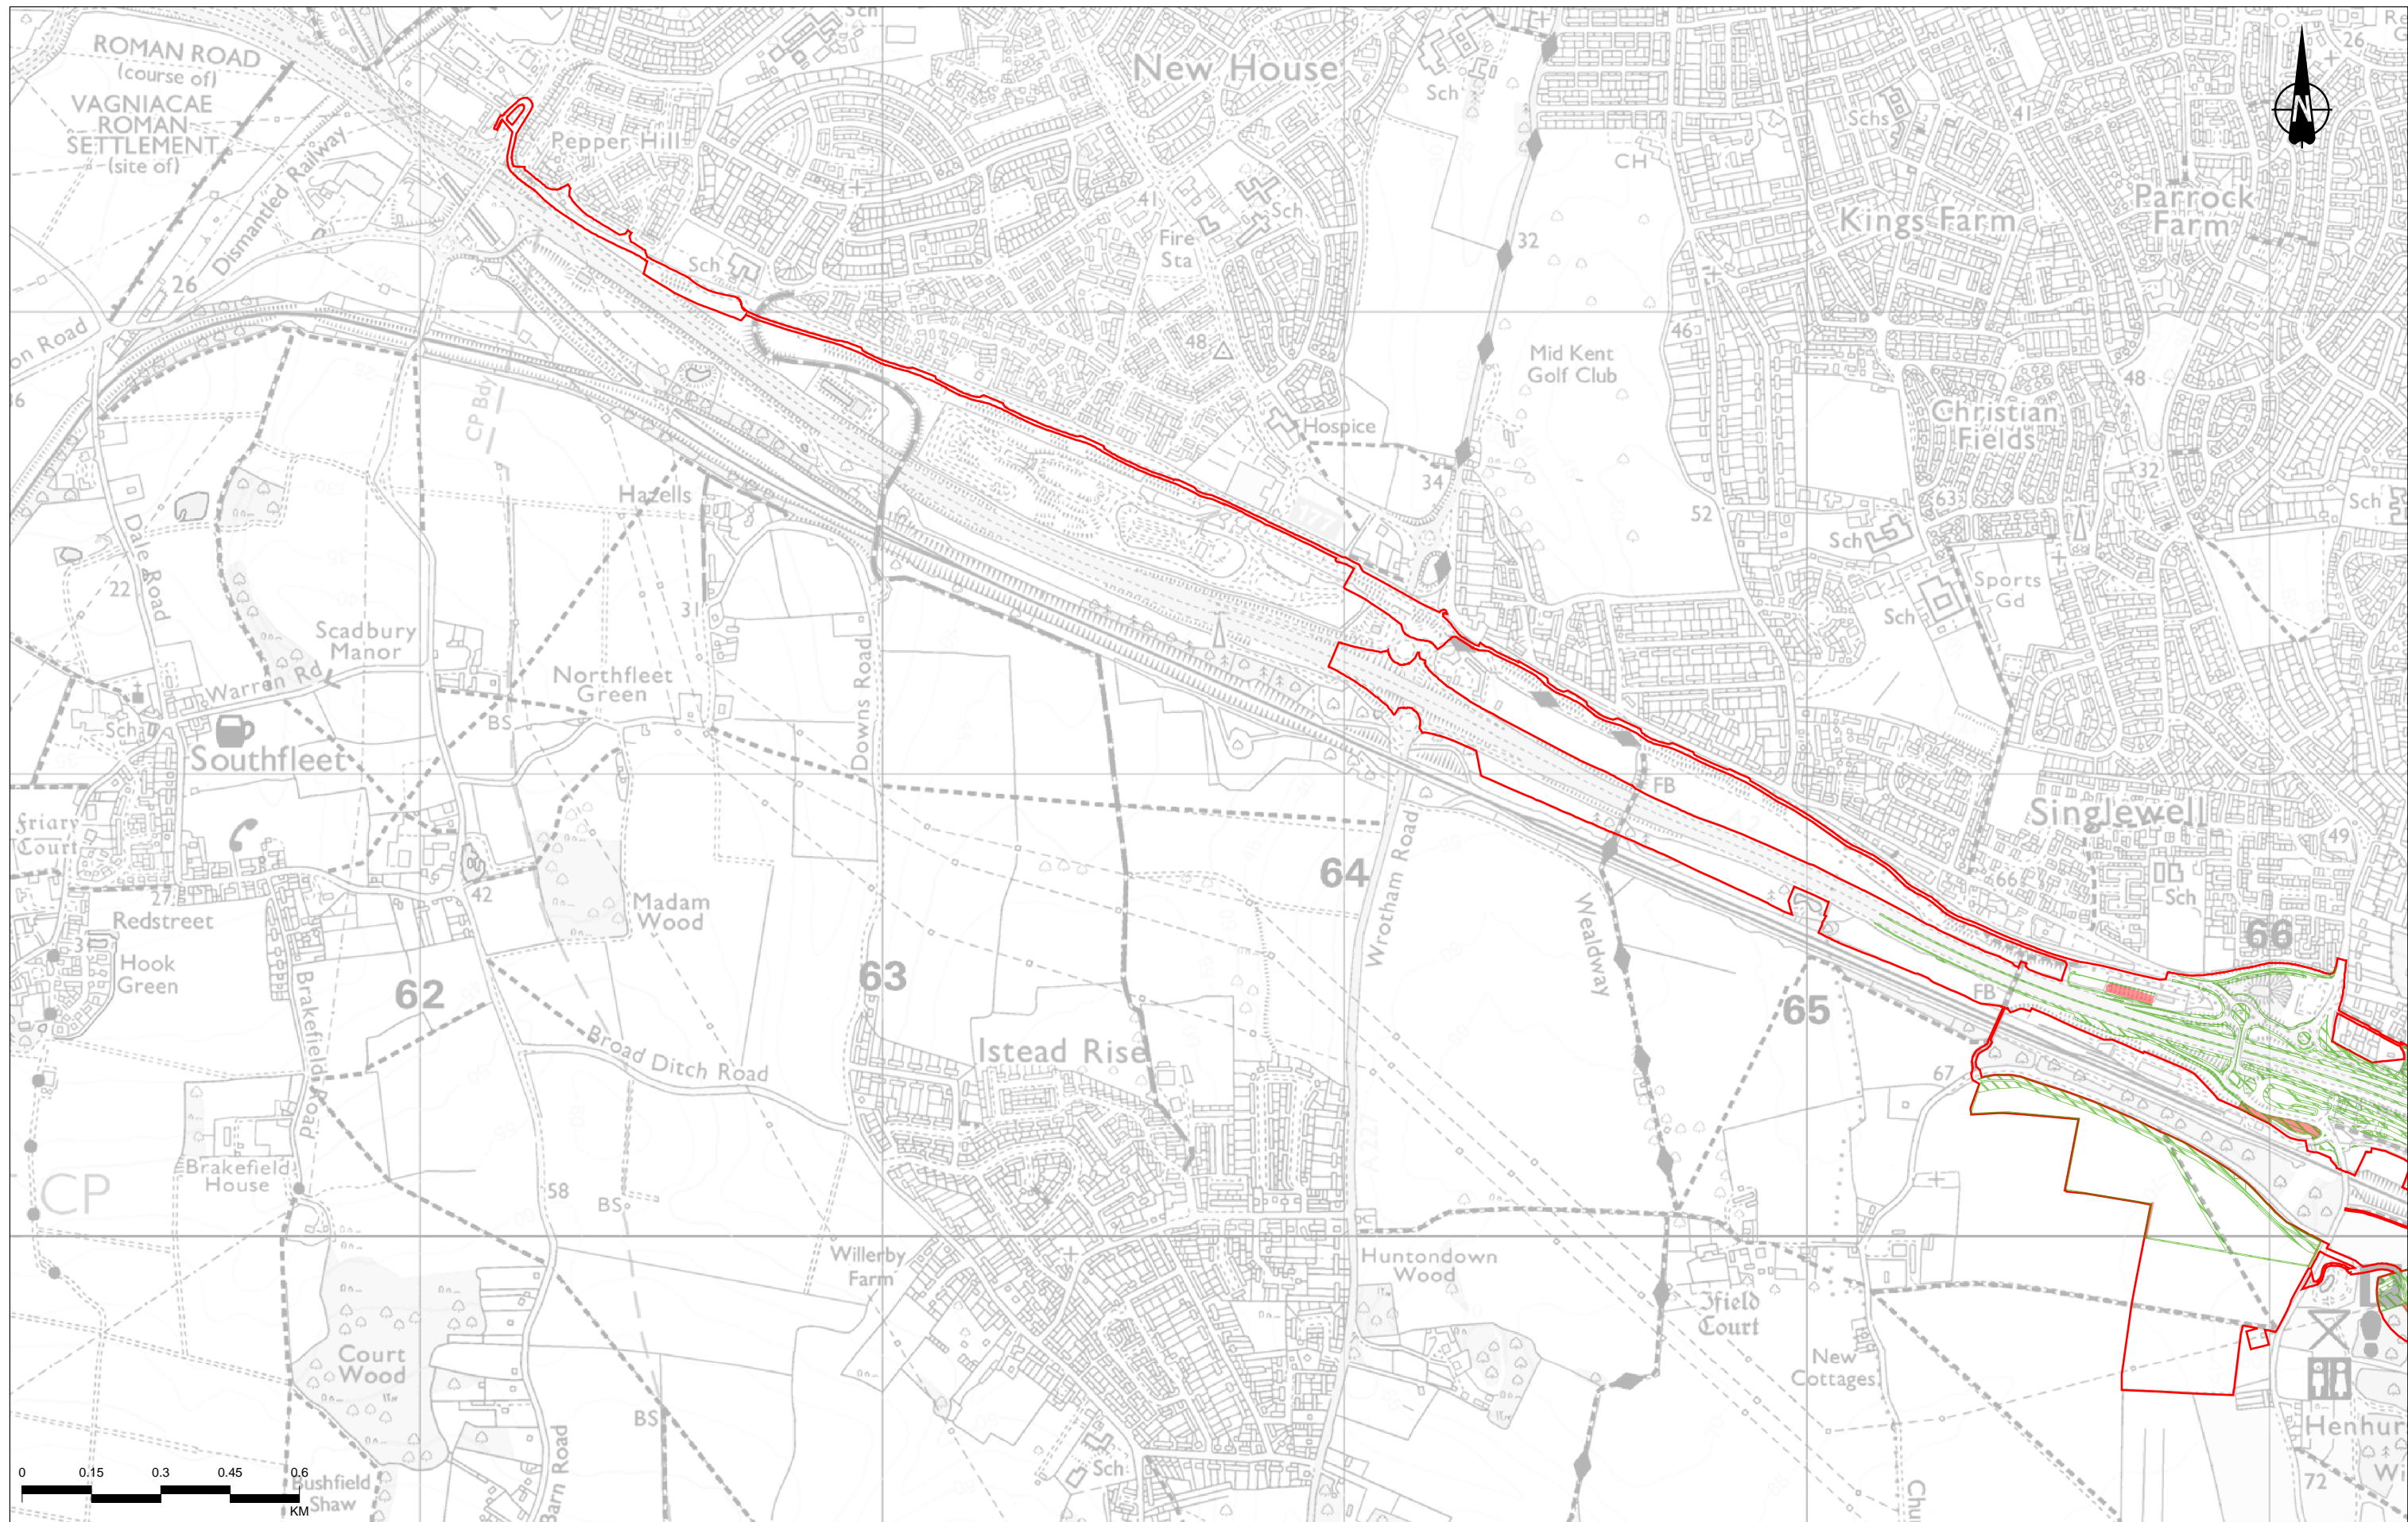 Sch
ROMAN ROAD
(course of)
VAGNIACAE
ROMAN
SETTLEMENT
(site of)
Dismantled Railway
26
on Road
36
Pepper Hill
Sch
New House
Sch
41
Sch
Fire
Sta
48
Hospice
32
34
CH
Mid Kent
Golf Club
46
52
Schs
41
26
N
Kings Farm
Parrock
Farm
48
Christian
Fields
32
63
Sch
Sch
Sports
Gd
Sch
CP Bdy
Hazells
31
Dale Road
22
Scadbury
Manor
Warren Rd
Northfleet
Green
BS
Sch
Southfleet
Downs Road
FB
Singlewell
49
Friary
Court
27
Redstreet
42
Madam
Wood
64
Wrotham Road
Wealdway
66
Sch
66
Hook
Green
62
63
65
FB
Brakefield Road
Broad Ditch Road
Istead Rise
67
A227
Brakefield
House
CP
58
BS
Willerby
Farm
Huntondown
Wood
Ifield
Court
New
Cottages
Court
Wood
BS
Barn Road
Sch
Henhur
W
72
Chu
Bushfield
Shaw
0 0.15 0.3 0.45 0.6
KM